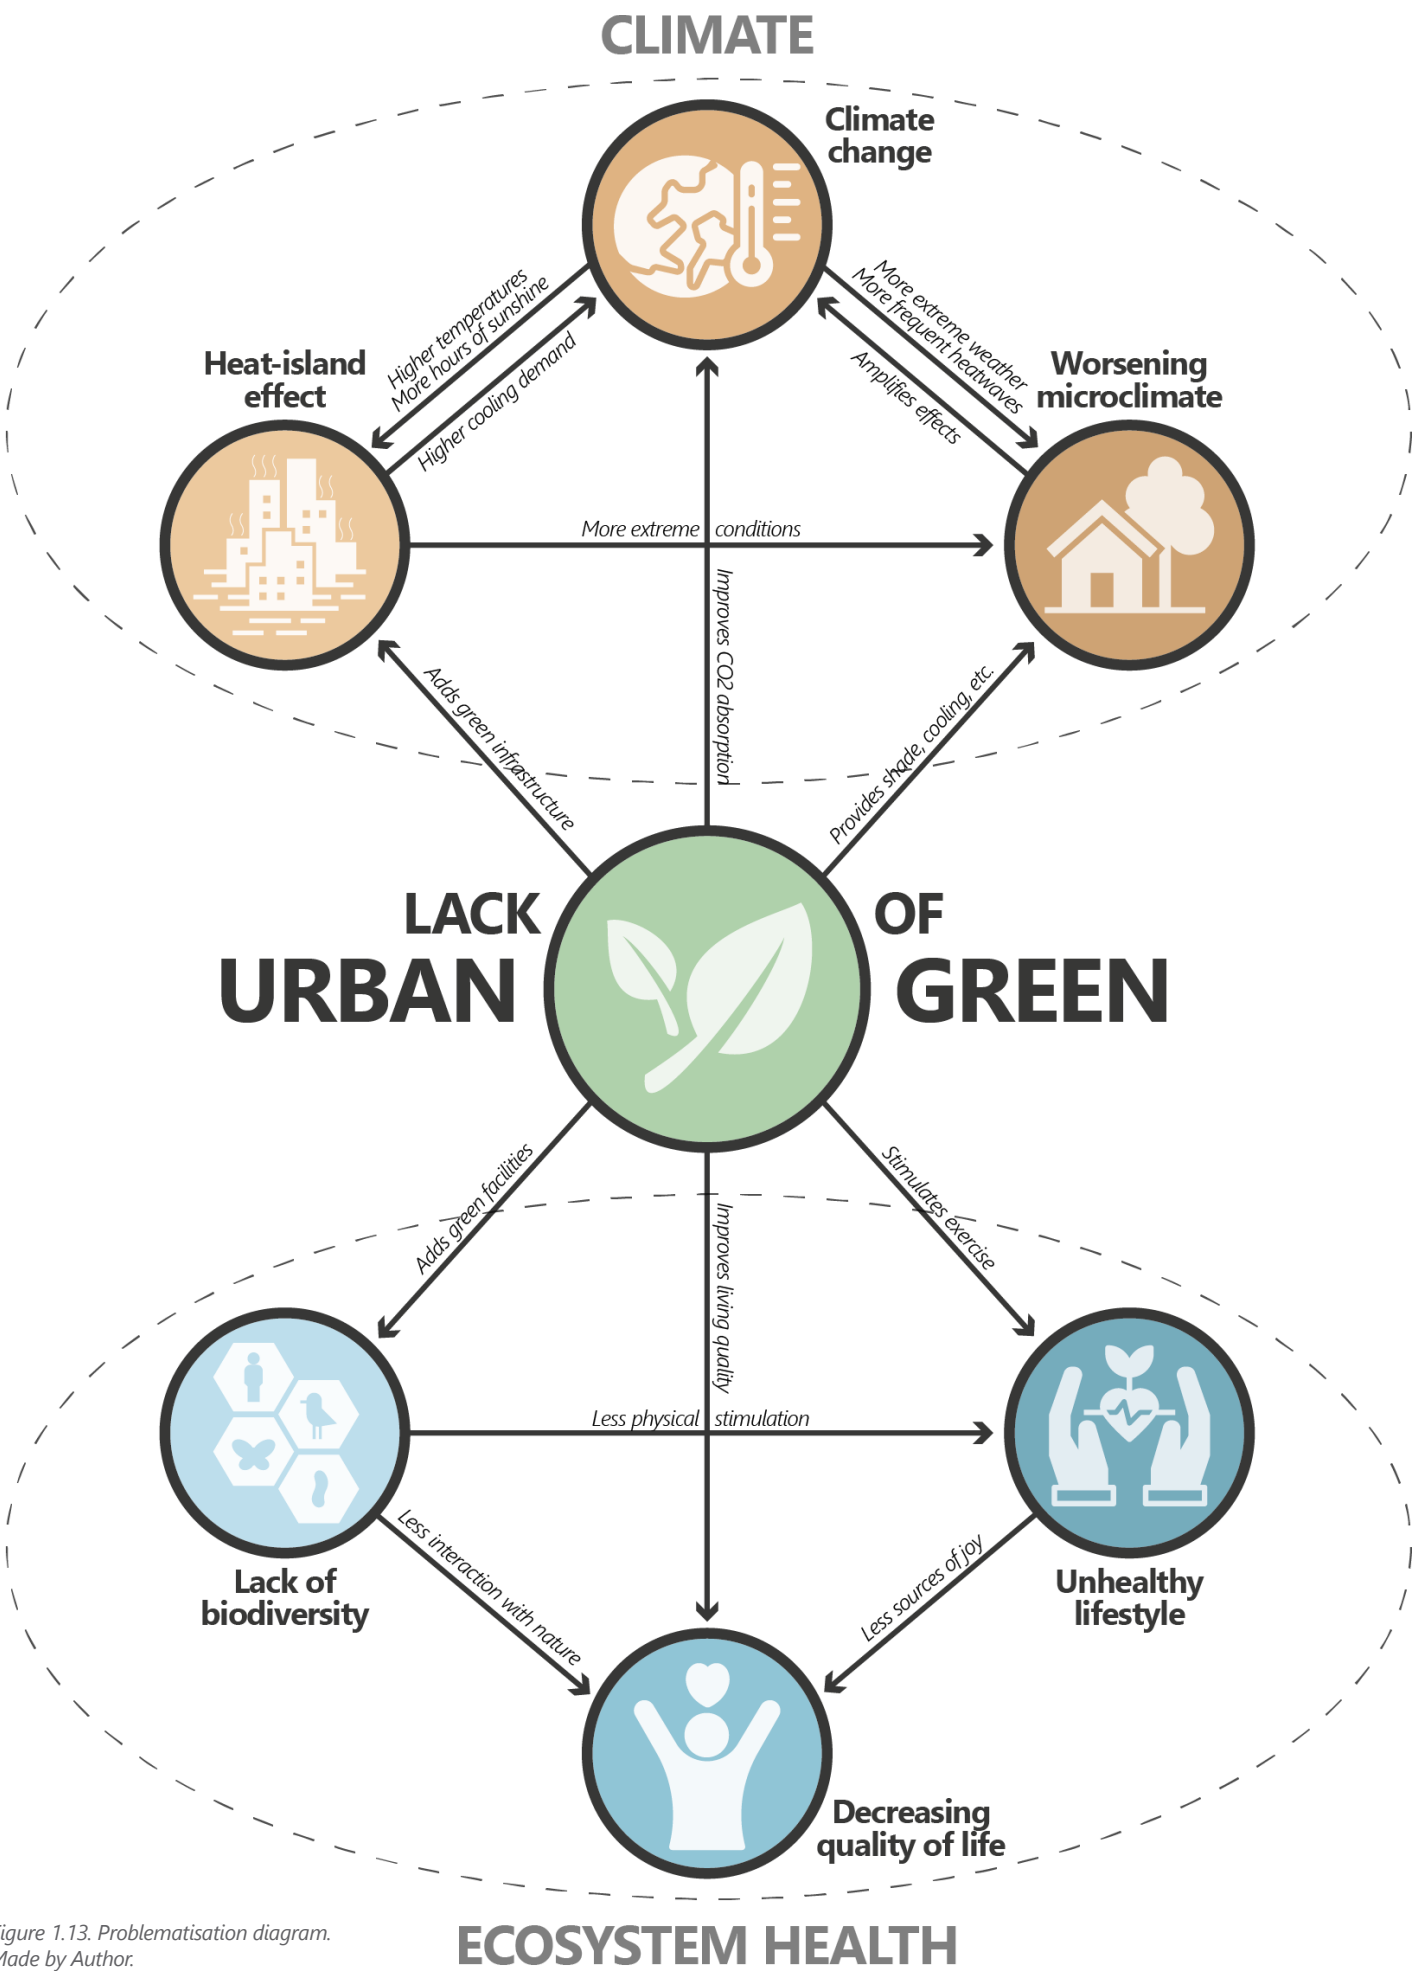 CLIMATE
Climate
change
Higher temperatures
More hours of sunshine
Higher cooling demand
More extreme weather
More frequent heatwaves
Amplifies effects
Heat-island
effect
Worsening
microclimate
More extreme conditions
Improves CO2 absorption
Adds green infrastructure
Provides shade, cooling, etc.
LACK OF
URBAN GREEN
Adds green facilities
Improves living quality
Stimulates exercise
Less physical stimulation
Lack of
biodiversity
Unhealthy
lifestyle
Less interaction with nature
Less sources of joy
Decreasing
quality of life
igure 1.13. Problematisation diagram.
Made by Author.
ECOSYSTEM HEALTH